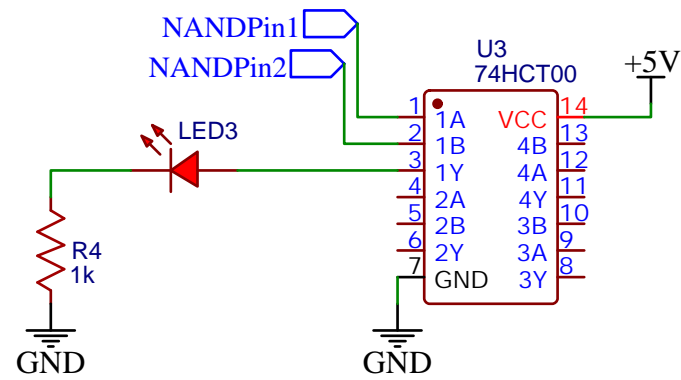 NANDPin1
NANDPin2
U3
74HCT00
+5V
LED3
1 1A VCC 14
2 1B 4B 13
3 1Y 4A 12
4 2A 4Y 11
5 2B 3B 10
6 2Y 3A 9
7 GND 3Y 8
R4
1k
GND
GND